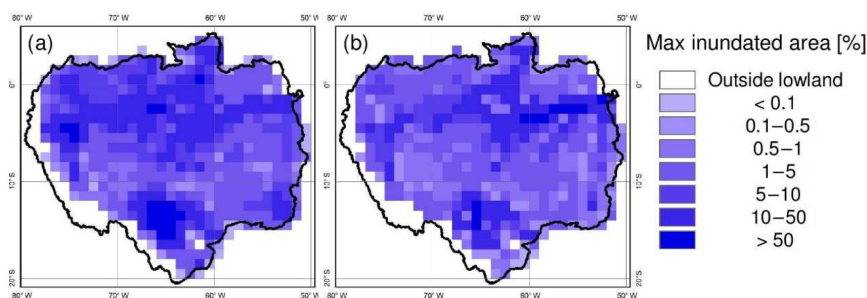 80° W 70° W 60° W 50° W 80° W 70° W 60° W 50° W
(a) (b)
Max inundated area [%]
0° 0°
Outside lowland
< 0.1
0.1–0.5
0.5–1
1–5
10°S 10°S
5–10
10–50
> 50
20°S 20°S
80° W 70° W 60° W 50° W 80° W 70° W 60° W 50° W